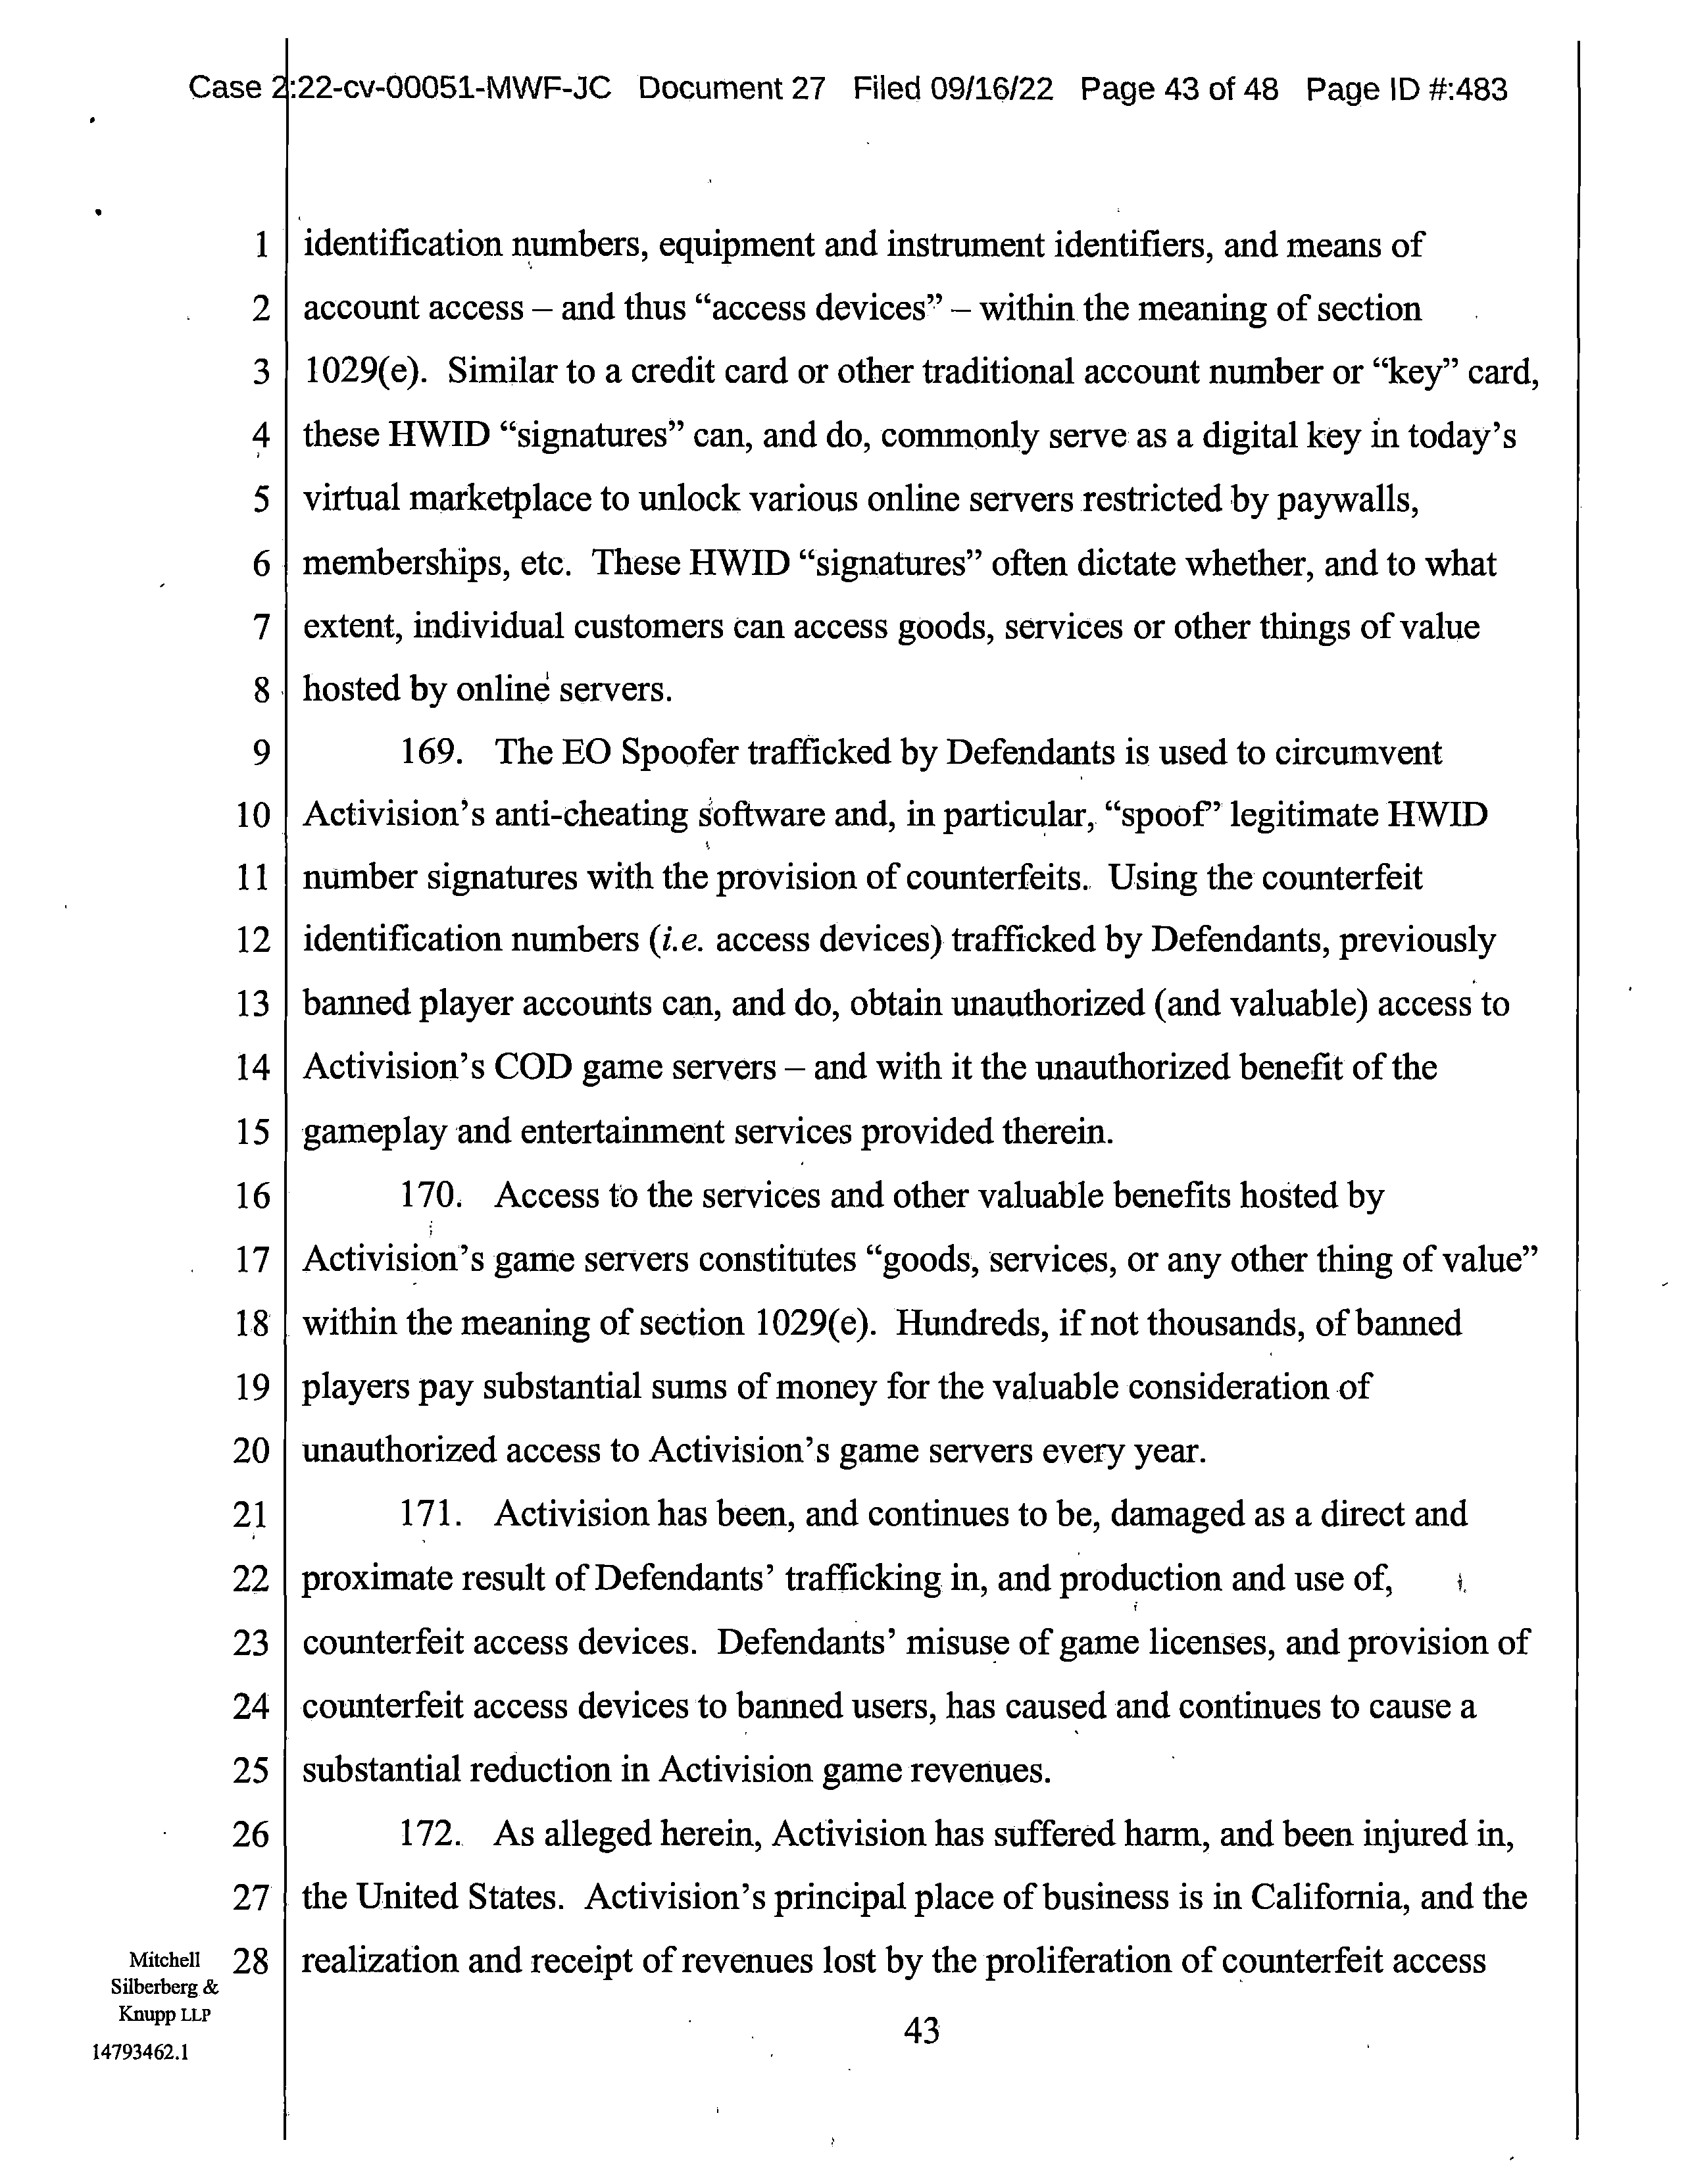 Case 2:22-cv-00051-MWF-JC Document 27 Filed 09/16/22 Page 43 of 48 Page ID #:483
1 identification numbers, equipment and instrument identifiers, and means of
2 account access – and thus “access devices” – within the meaning of section
3 1029(e). Similar to a credit card or other traditional account number or “key” card,
4 these HWID “signatures” can, and do, commonly serve as a digital key in today’s
5 virtual marketplace to unlock various online servers restricted by paywalls,
6 memberships, etc. These HWID “signatures” often dictate whether, and to what
7 extent, individual customers can access goods, services or other things of value
8 hosted by online servers.
9 169. The EO Spoofer trafficked by Defendants is used to circumvent
10 Activision’s anti-cheating software and, in particular, “spoof” legitimate HWID
11 number signatures with the provision of counterfeits. Using the counterfeit
12 identification numbers (i.e. access devices) trafficked by Defendants, previously
13 banned player accounts can, and do, obtain unauthorized (and valuable) access to
14 Activision’s COD game servers – and with it the unauthorized benefit of the
15 gameplay and entertainment services provided therein.
16 170. Access to the services and other valuable benefits hosted by
17 Activision’s game servers constitutes “goods, services, or any other thing of value”
18 within the meaning of section 1029(e). Hundreds, if not thousands, of banned
19 players pay substantial sums of money for the valuable consideration of
20 unauthorized access to Activision’s game servers every year.
21 171. Activision has been, and continues to be, damaged as a direct and
22 proximate result of Defendants’ trafficking in, and production and use of,
23 counterfeit access devices. Defendants’ misuse of game licenses, and provision of
24 counterfeit access devices to banned users, has caused and continues to cause a
25 substantial reduction in Activision game revenues.
26 172. As alleged herein, Activision has suffered harm, and been injured in,
27 the United States. Activision’s principal place of business is in California, and the
28 realization and receipt of revenues lost by the proliferation of counterfeit access
Mitchell
Silberberg &
Knupp LLP
14793462.1
43